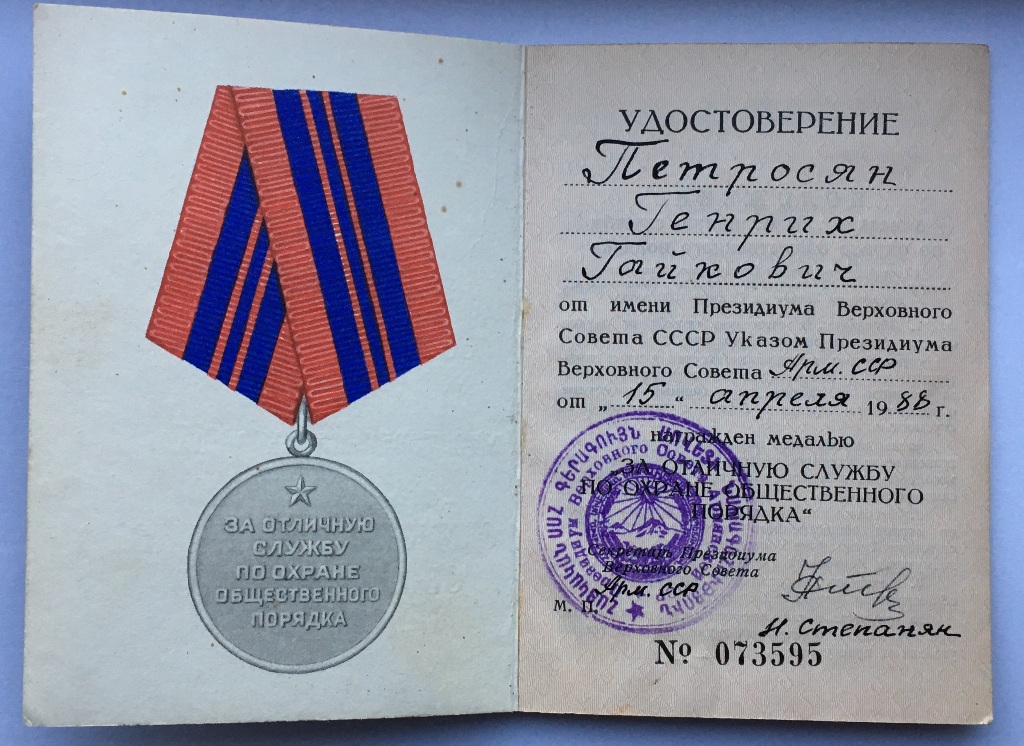 ЗА ОТЛИЧНУЮ
СЛУЖБУ
ПО ОХРАНЕ
ОБЩЕСТВЕННОГО
ПОРЯДКА
УДОСТОВЕРЕНИЕ
Петросян
Генрих
Гайкович
от имени Президиума Верховного
Совета СССР Указом Президиума
Верховного Совета Арм. ССР
от „15“ апреля 1988 г.
награжден медалью
„ЗА ОТЛИЧНУЮ СЛУЖБУ
ПО ОХРАНЕ ОБЩЕСТВЕННОГО
ПОРЯДКА“
Секретарь Президиума
Верховного Совета
Арм. ССР
М. П.
Н. Степанян
№ 073595